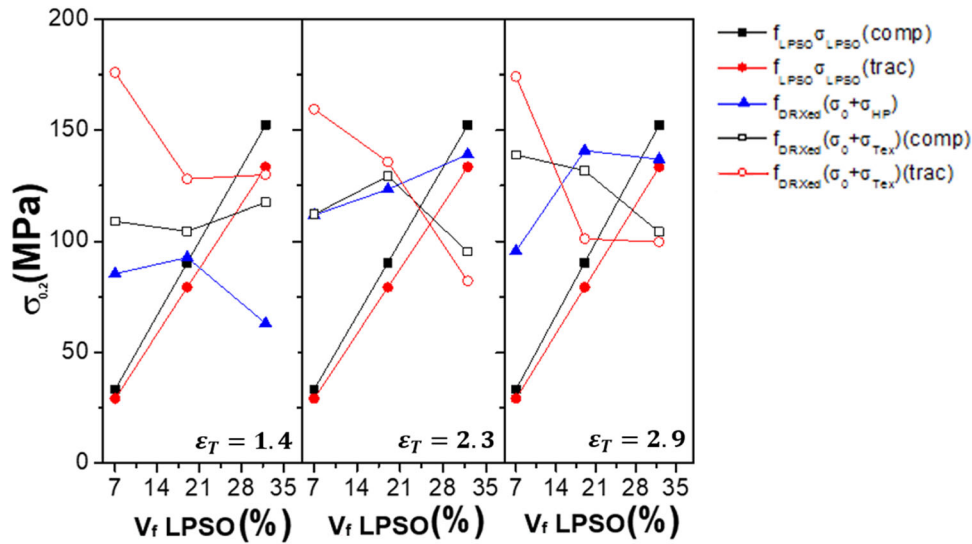 200
150
100
50
0
σ0.2(MPa)
εT = 1.4
εT = 2.3
εT = 2.9
7 14 21 28 35
7 14 21 28 35
7 14 21 28 35
Vf LPSO(%)
Vf LPSO(%)
Vf LPSO(%)
fLPSOσLPSO(comp)
fLPSOσLPSO(trac)
fDRXed(σ0+σHP)
fDRXed(σ0+σTex)(comp)
fDRXed(σ0+σTex)(trac)